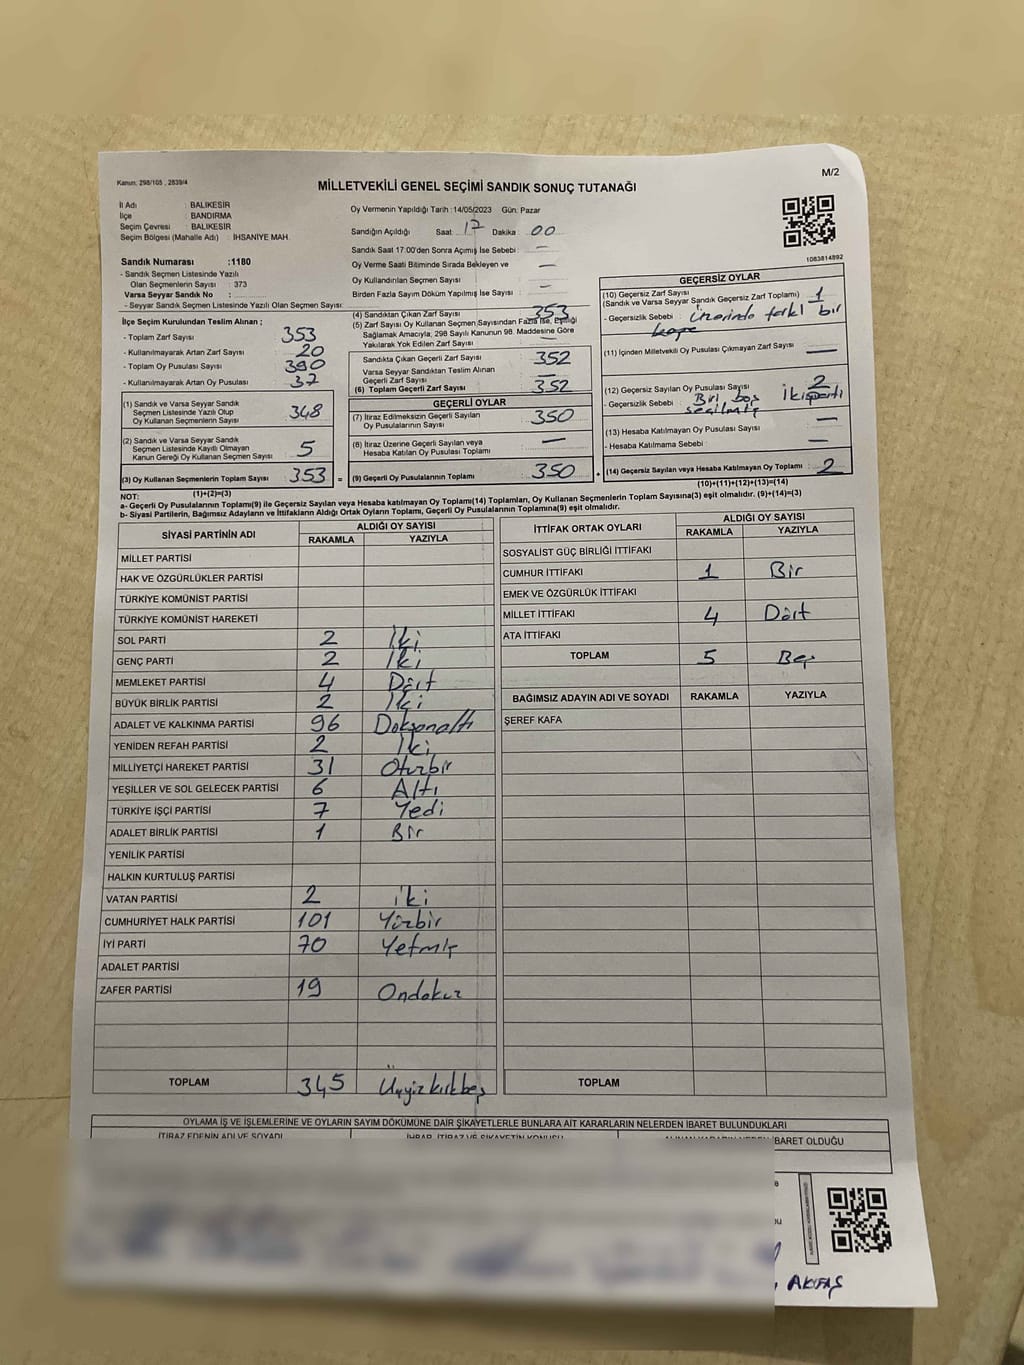 Kanun: 298/105 , 2839/4
MİLLETVEKİLİ GENEL SEÇİMİ SANDIK SONUÇ TUTANAĞI
M/2
İl Adı : BALIKESİR
İlçe : BANDIRMA
Seçim Çevresi : BALIKESİR
Seçim Bölgesi (Mahalle Adı) : İHSANİYE MAH.
Sandık Numarası :1180
- Sandık Seçmen Listesinde Yazılı
Olan Seçmenlerin Sayısı : 373
Varsa Seyyar Sandık No :
- Seyyar Sandık Seçmen Listesinde Yazılı Olan Seçmen Sayısı:
Oy Vermenin Yapıldığı Tarih :14/05/2023 Gün: Pazar
Sandığın Açıldığı Saat: 17 Dakika : 00
Sandık Saat 17:00'den Sonra Açımış İse Sebebi : —
Oy Verme Saati Bitiminde Sırada Bekleyen ve
Oy Kullandırılan Seçmen Sayısı : —
Birden Fazla Sayım Döküm Yapılmış İse Sayısı : —
1083814892
İlçe Seçim Kurulundan Teslim Alınan ;
- Toplam Zarf Sayısı 353
- Kullanılmayarak Artan Zarf Sayısı 20
- Toplam Oy Pusulası Sayısı 390
- Kullanılmayarak Artan Oy Pusulası 37
(1) Sandık ve Varsa Seyyar Sandık
Seçmen Listesinde Yazılı Olup
Oy Kullanan Seçmenlerin Sayısı 348
(2) Sandık ve Varsa Seyyar Sandık
Seçmen Listesinde Kayıtlı Olmayan
Kanun Gereği Oy Kullanan Seçmen Sayısı 5
(3) Oy Kullanan Seçmenlerin Toplam Sayısı 353 =
(1)+(2)=(3)
(4) Sandıktan Çıkan Zarf Sayısı 353
(5) Zarf Sayısı Oy Kullanan Seçmen Sayısından Fazla İse, Eşitliği
Sağlamak Amacıyla; 298 Sayılı Kanunun 98. Maddesine Göre
Yakılarak Yok Edilen Zarf Sayısı —
Sandıkta Çıkan Geçerli Zarf Sayısı 352
Varsa Seyyar Sandıktan Teslim Alınan
Geçerli Zarf Sayısı —
(6) Toplam Geçerli Zarf Sayısı 352
GEÇERLİ OYLAR
(7) İtiraz Edilmeksizin Geçerli Sayılan
Oy Pusulalarının Sayısı: 350
(8) İtiraz Üzerine Geçerli Sayılan veya
Hesaba Katılan Oy Pusulası Toplamı —
(9) Geçerli Oy Pusulalarının Toplamı : 350 +
GEÇERSİZ OYLAR
(10) Geçersiz Zarf Sayısı 1
(Sandık ve Varsa Seyyar Sandık Geçersiz Zarf Toplamı)
- Geçersizlik Sebebi : Üzerinde farklı bir
kaşe
(11) İçinden Milletvekili Oy Pusulası Çıkmayan Zarf Sayısı —
(12) Geçersiz Sayılan Oy Pusulası Sayısı 2
- Geçersizlik Sebebi : Biri boş İki parti
seçilmiş
(13) Hesaba Katılmayan Oy Pusulası Sayısı —
- Hesaba Katılmama Sebebi : —
(14) Geçersiz Sayılan veya Hesaba Katılmayan Oy Toplamı : 2
(10)+(11)+(12)+(13)=(14)
NOT:
a- Geçerli Oy Pusulalarının Toplamı(9) ile Geçersiz Sayılan veya Hesaba katılmayan Oy Toplamı(14) Toplamları, Oy Kullanan Seçmenlerin Toplam Sayısına(3) eşit olmalıdır. (9)+(14)=(3)
b- Siyasi Partilerin, Bağımsız Adayların ve İttifakların Aldığı Ortak Oyların Toplamı, Geçerli Oy Pusulalarının Toplamına(9) eşit olmalıdır.
SİYASİ PARTİNİN ADI ALDIĞI OY SAYISI
RAKAMLA YAZIYLA
MİLLET PARTİSİ
HAK VE ÖZGÜRLÜKLER PARTİSİ
TÜRKİYE KOMÜNİST PARTİSİ
TÜRKİYE KOMÜNİST HAREKETİ
SOL PARTİ 2 İki
GENÇ PARTİ 2 İki
MEMLEKET PARTİSİ 4 Dört
BÜYÜK BİRLİK PARTİSİ 2 İki
ADALET VE KALKINMA PARTİSİ 96 Doksanaltı
YENİDEN REFAH PARTİSİ 2 İki
MİLLİYETÇİ HAREKET PARTİSİ 31 Otuzbir
YEŞİLLER VE SOL GELECEK PARTİSİ 6 Altı
TÜRKİYE İŞÇİ PARTİSİ 7 Yedi
ADALET BİRLİK PARTİSİ 1 Bir
YENİLİK PARTİSİ
HALKIN KURTULUŞ PARTİSİ
VATAN PARTİSİ 2 iki
CUMHURİYET HALK PARTİSİ 101 Yüzbir
İYİ PARTİ 70 Yetmiş
ADALET PARTİSİ
ZAFER PARTİSİ 19 Ondokuz
TOPLAM 345 Üçyüzkırkbeş
İTTİFAK ORTAK OYLARI ALDIĞI OY SAYISI
RAKAMLA YAZIYLA
SOSYALİST GÜÇ BİRLİĞİ İTTİFAKI
CUMHUR İTTİFAKI 1 Bir
EMEK VE ÖZGÜRLÜK İTTİFAKI
MİLLET İTTİFAKI 4 Dört
ATA İTTİFAKI
TOPLAM 5 Beş
BAĞIMSIZ ADAYIN ADI VE SOYADI RAKAMLA YAZIYLA
ŞEREF KAFA
TOPLAM
OYLAMA İŞ VE İŞLEMLERİNE VE OYLARIN SAYIM DÖKÜMÜNE DAİR ŞİKAYETLERLE BUNLARA AİT KARARLARIN NELERDEN İBARET BULUNDUKLARI
İTİRAZ EDENİN ADI VE SOYADI İHBAR, İTİRAZ VE ŞİKAYETİN KONUSU İBARET OLDUĞU
AKTAŞ